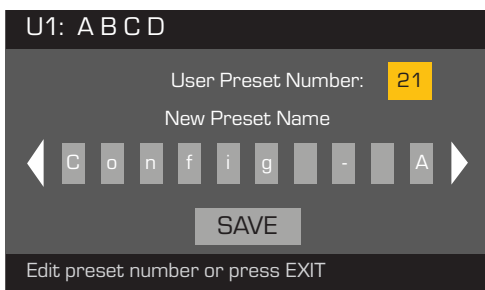 U1: A B C D
User Preset Number: 21
New Preset Name
C o n f i g - A
SAVE
Edit preset number or press EXIT